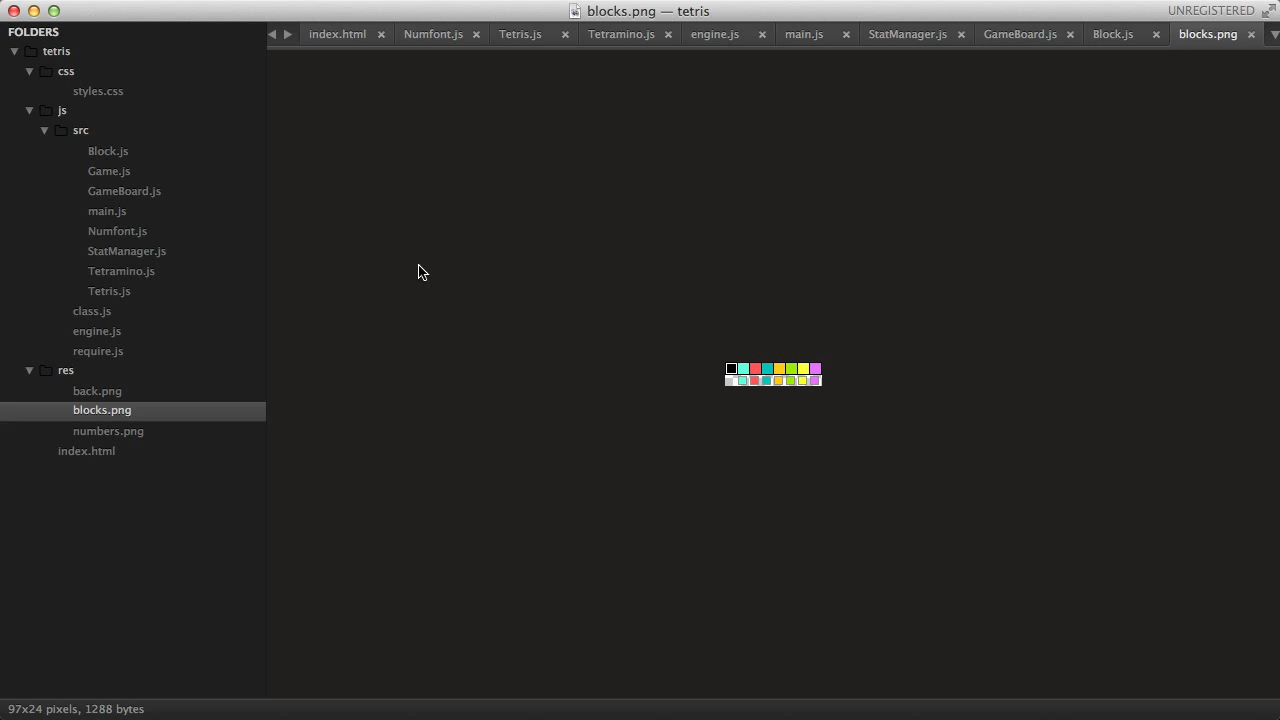 blocks.png — tetris
UNREGISTERED
FOLDERS
index.html
Numfont.js
Tetris.js
Tetramino.js
engine.js
main.js
StatManager.js
GameBoard.js
Block.js
blocks.png
tetris
css
styles.css
js
src
Block.js
Game.js
GameBoard.js
main.js
Numfont.js
StatManager.js
Tetramino.js
Tetris.js
class.js
engine.js
require.js
res
back.png
blocks.png
numbers.png
index.html
97x24 pixels, 1288 bytes